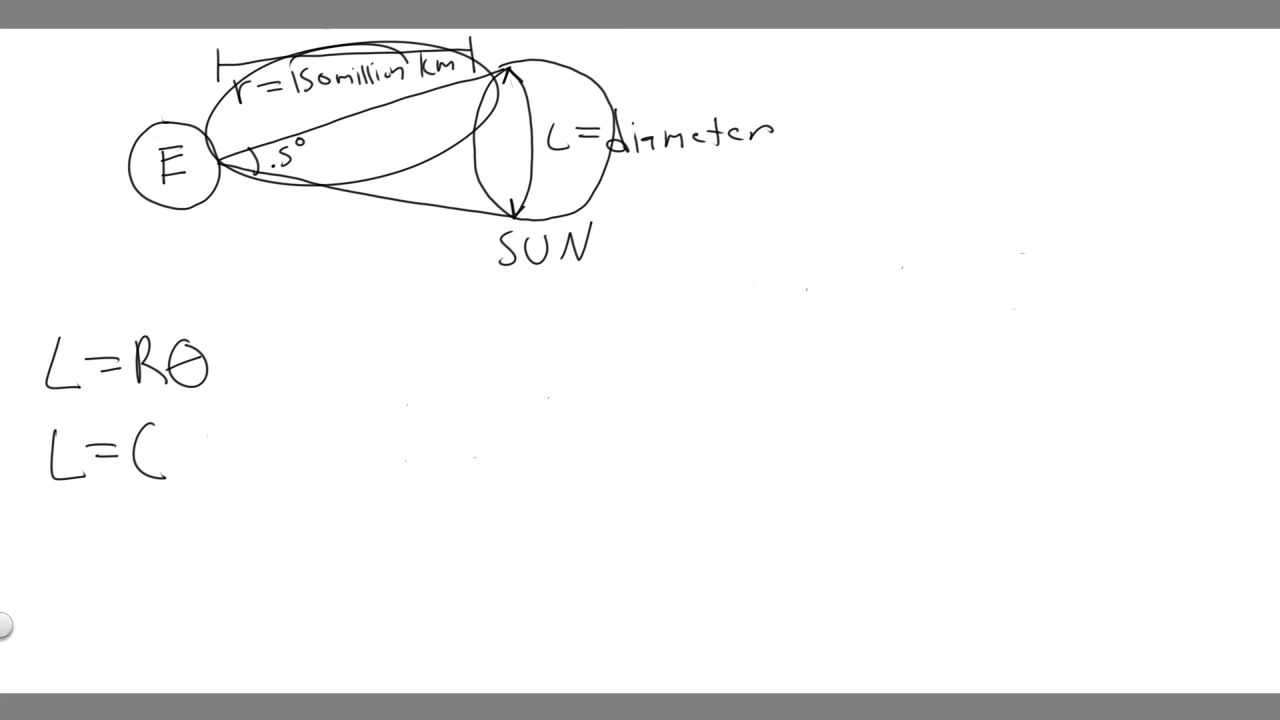 r = 150 million km
E
.5°
L = diameter
SUN
L = Rθ
L = (